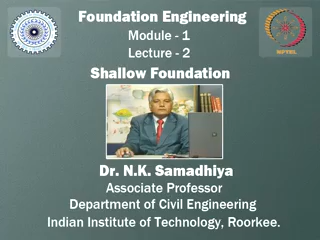 Foundation Engineering
Module - 1
Lecture - 2
Shallow Foundation
NPTEL
Dr. N.K. Samadhiya
Associate Professor
Department of Civil Engineering
Indian Institute of Technology, Roorkee.